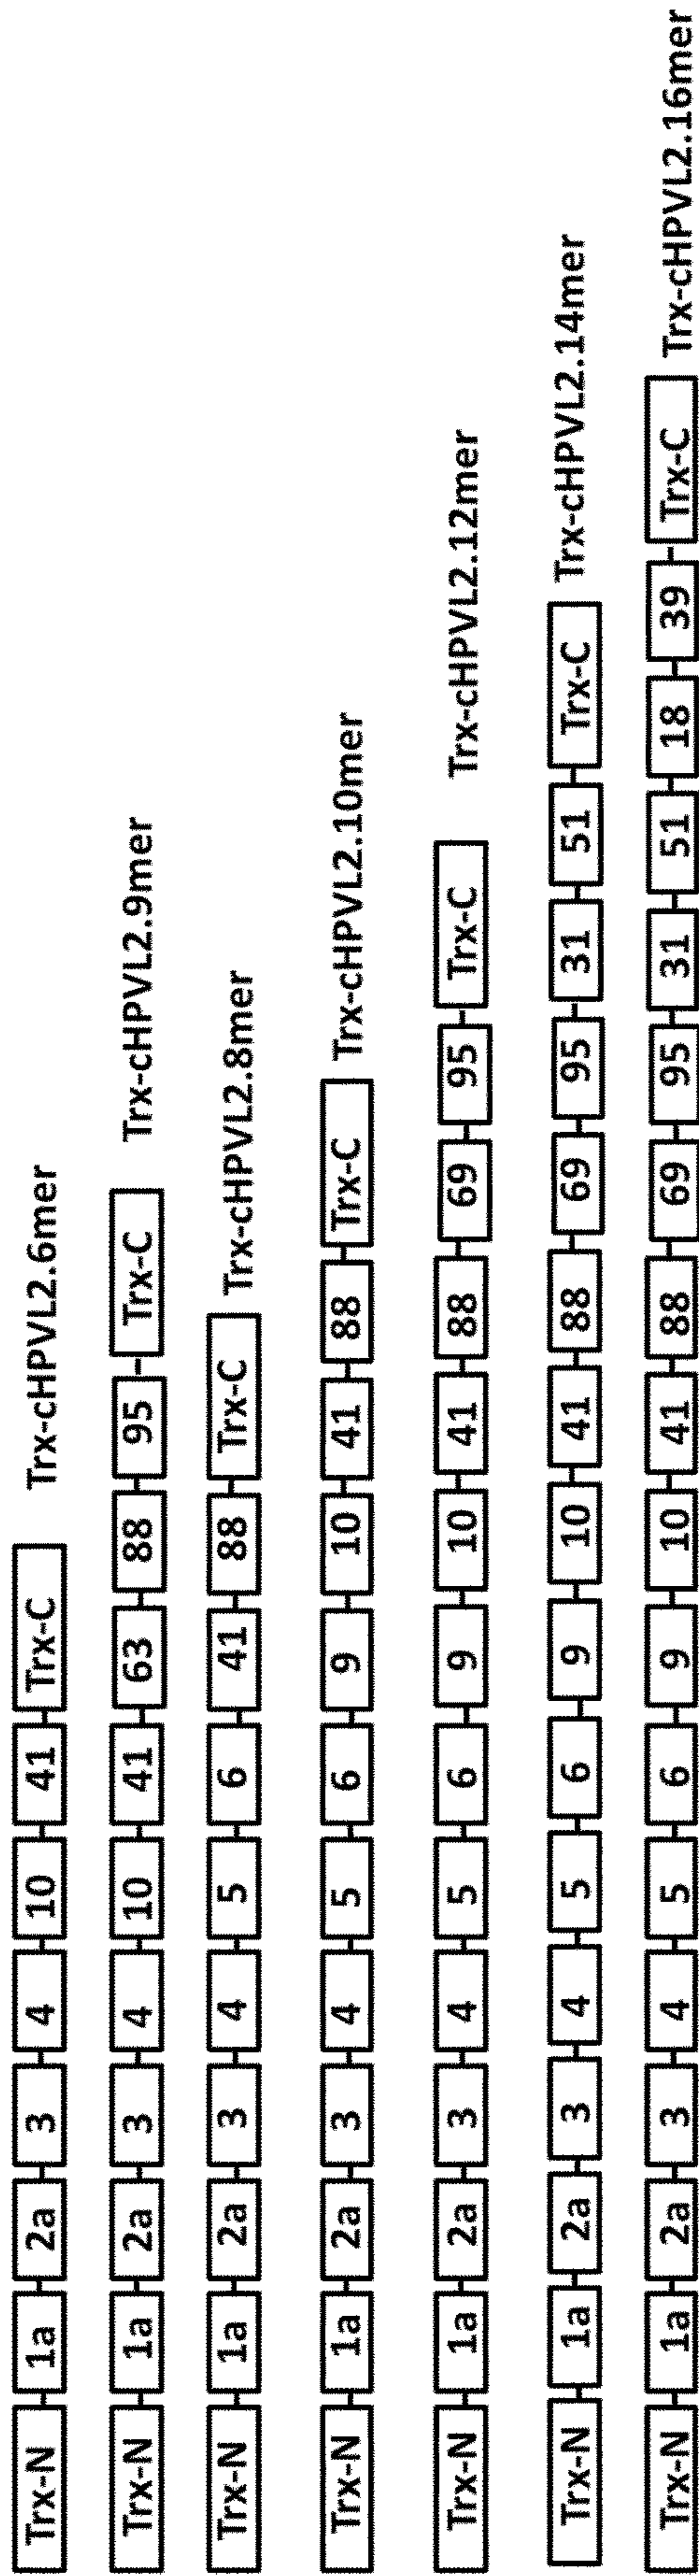 Trx-N 1a 2a 3 4 10 41 Trx-C Trx-cHPVL2.6mer
Trx-N 1a 2a 3 4 10 41 63 88 95 Trx-C Trx-cHPVL2.9mer
Trx-N 1a 2a 3 4 5 6 41 88 Trx-C Trx-cHPVL2.8mer
Trx-N 1a 2a 3 4 5 6 9 10 41 88 Trx-C Trx-cHPVL2.10mer
Trx-N 1a 2a 3 4 5 6 9 10 41 88 69 95 Trx-C Trx-cHPVL2.12mer
Trx-N 1a 2a 3 4 5 6 9 10 41 88 69 95 31 51 Trx-C Trx-cHPVL2.14mer
Trx-N 1a 2a 3 4 5 6 9 10 41 88 69 95 31 51 18 39 Trx-C Trx-cHPVL2.16mer